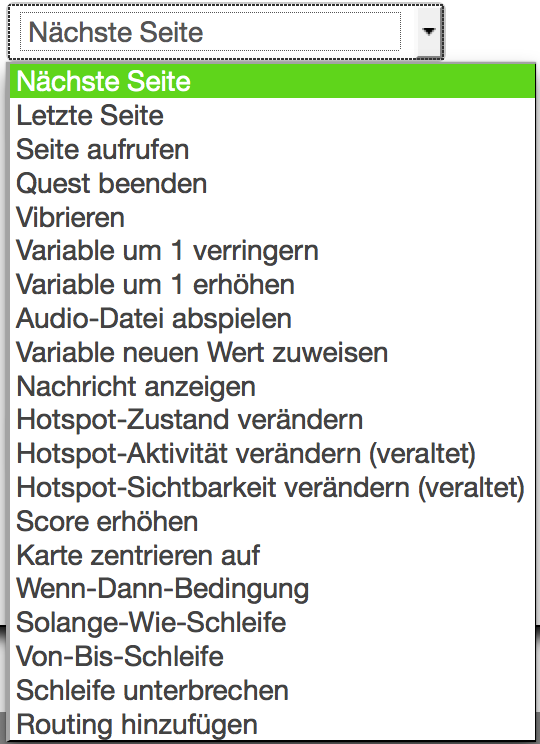 Nächste Seite
Nächste Seite
Letzte Seite
Seite aufrufen
Quest beenden
Vibrieren
Variable um 1 verringern
Variable um 1 erhöhen
Audio-Datei abspielen
Variable neuen Wert zuweisen
Nachricht anzeigen
Hotspot-Zustand verändern
Hotspot-Aktivität verändern (veraltet)
Hotspot-Sichtbarkeit verändern (veraltet)
Score erhöhen
Karte zentrieren auf
Wenn-Dann-Bedingung
Solange-Wie-Schleife
Von-Bis-Schleife
Schleife unterbrechen
Routing hinzufügen